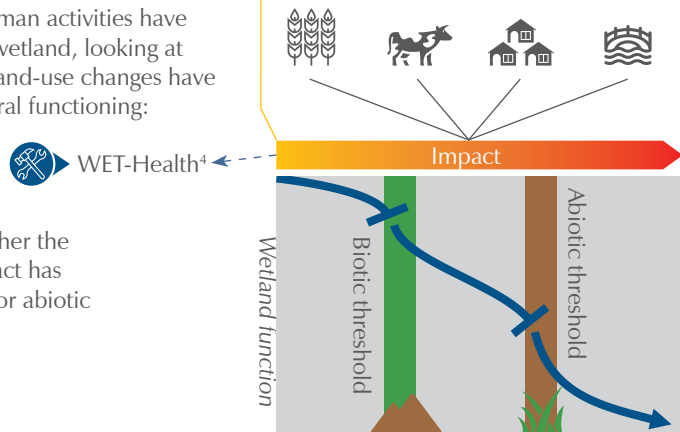 man activities have
wetland, looking at
and-use changes have
ral functioning:
WET-Health4
her the
act has
or abiotic
Impact
Wetland function
Biotic threshold
Abiotic threshold